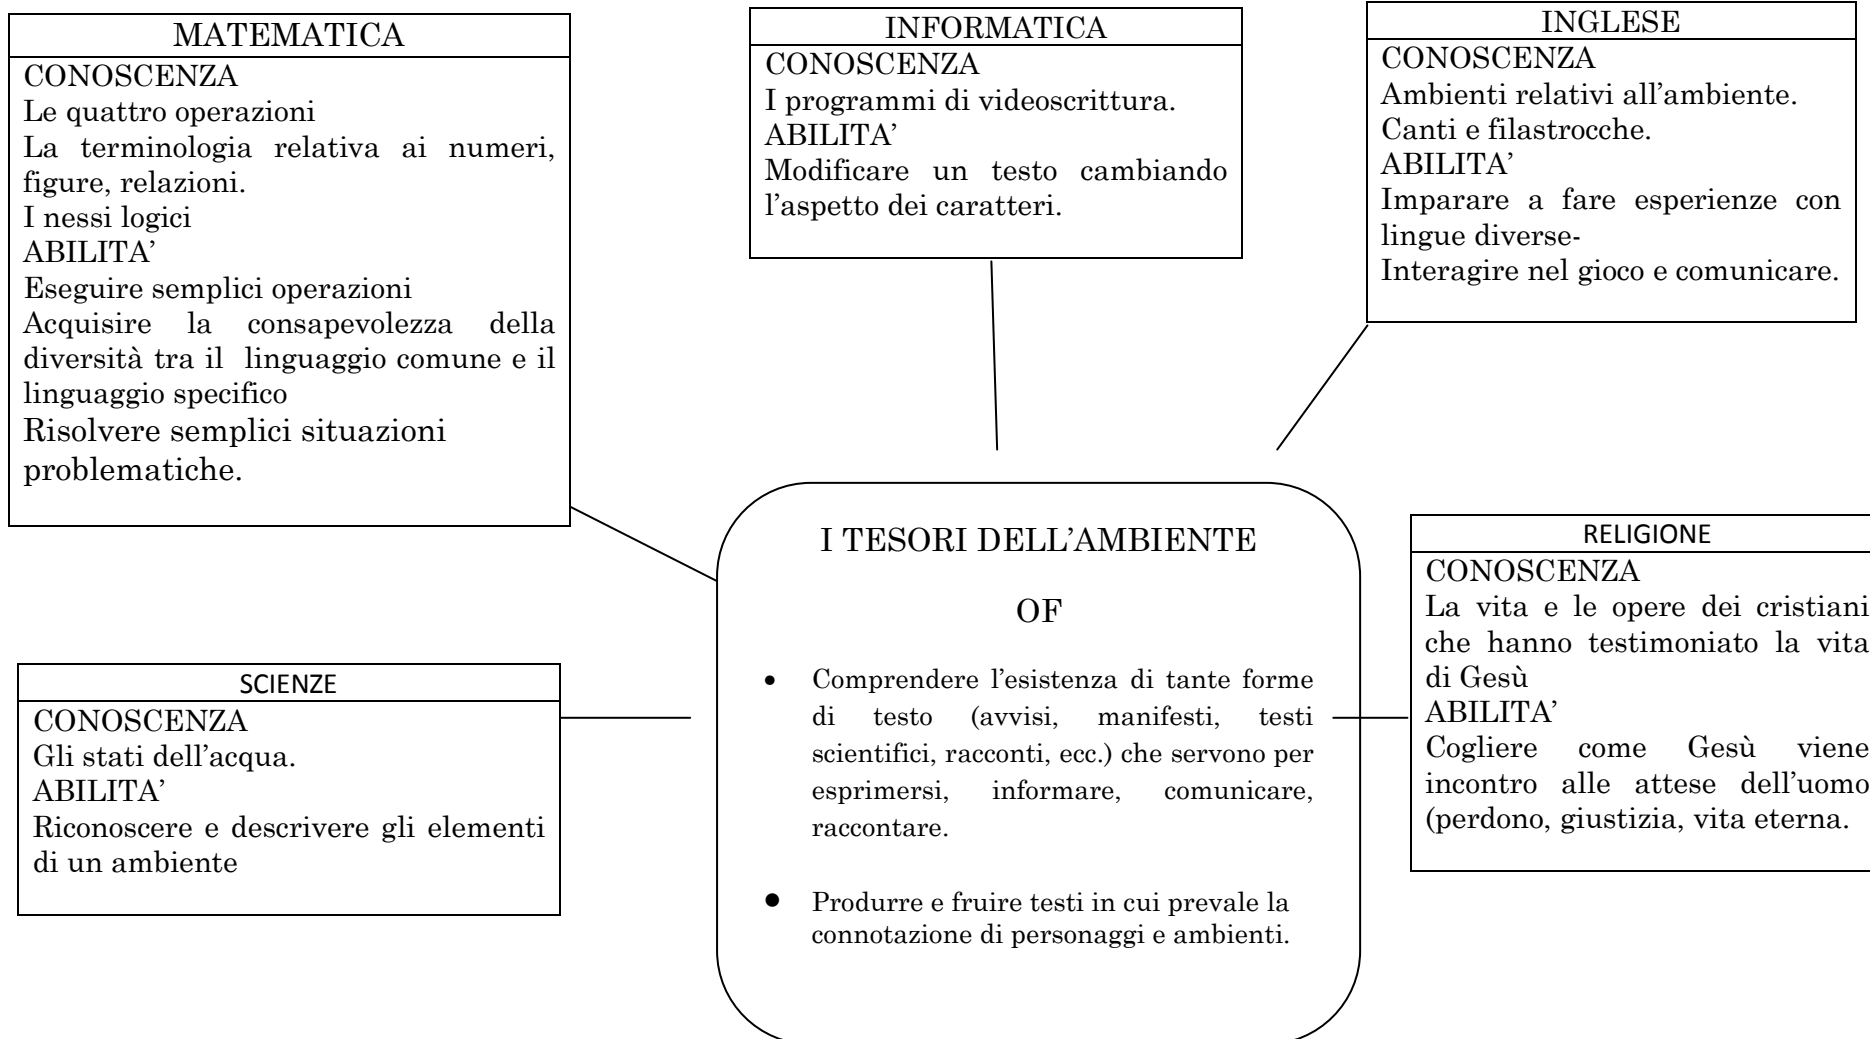 MATEMATICA
CONOSCENZA
Le quattro operazioni
La terminologia relativa ai numeri,
figure, relazioni.
I nessi logici
ABILITA’
Eseguire semplici operazioni
Acquisire la consapevolezza della
diversità tra il linguaggio comune e il
linguaggio specifico
Risolvere semplici situazioni
problematiche.
INFORMATICA
CONOSCENZA
I programmi di videoscrittura.
ABILITA’
Modificare un testo cambiando
l’aspetto dei caratteri.
INGLESE
CONOSCENZA
Ambienti relativi all’ambiente.
Canti e filastrocche.
ABILITA’
Imparare a fare esperienze con
lingue diverse-
Interagire nel gioco e comunicare.
SCIENZE
CONOSCENZA
Gli stati dell’acqua.
ABILITA’
Riconoscere e descrivere gli elementi
di un ambiente
I TESORI DELL’AMBIENTE
OF
• Comprendere l’esistenza di tante forme
di testo (avvisi, manifesti, testi
scientifici, racconti, ecc.) che servono per
esprimersi, informare, comunicare,
raccontare.
• Produrre e fruire testi in cui prevale la
connotazione di personaggi e ambienti.
RELIGIONE
CONOSCENZA
La vita e le opere dei cristiani
che hanno testimoniato la vita
di Gesù
ABILITA’
Cogliere come Gesù viene
incontro alle attese dell’uomo
(perdono, giustizia, vita eterna.